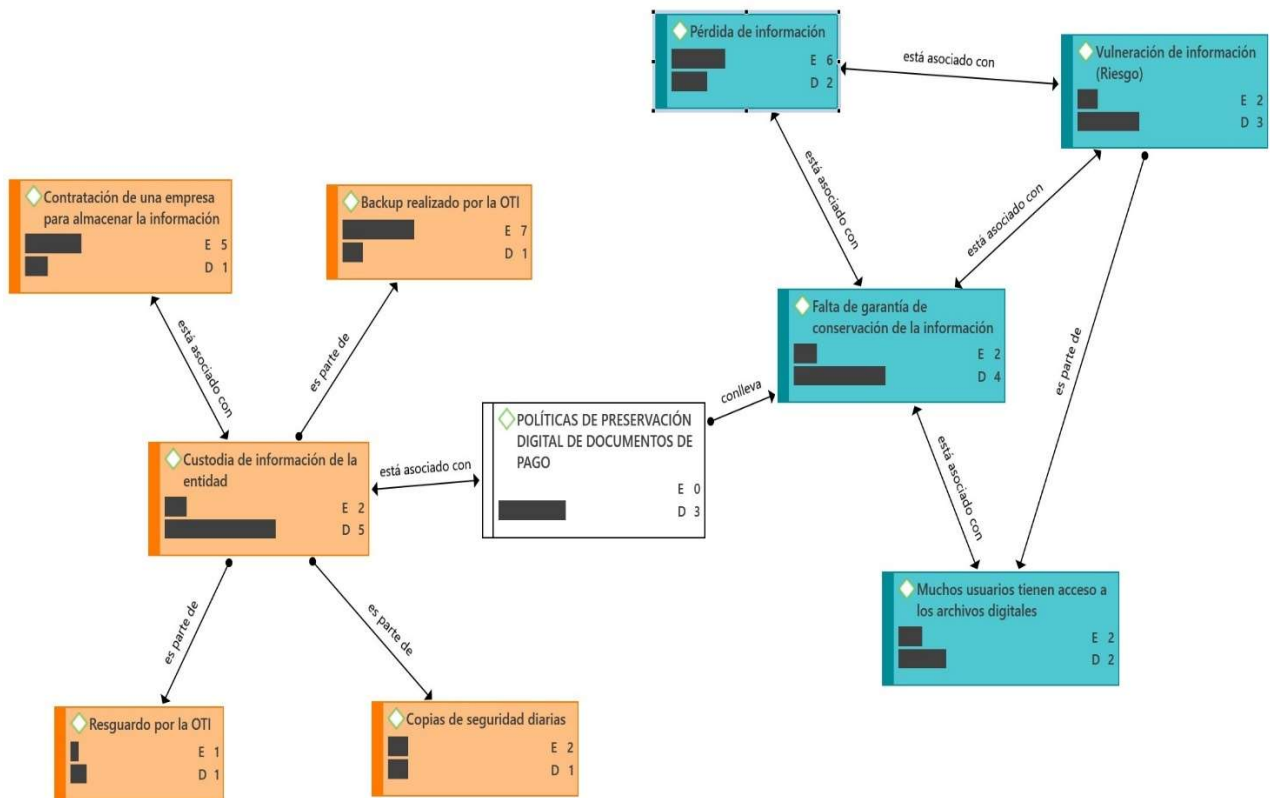 Pérdida de información
E 6
D 2
está asociado con
Vulneración de información
(Riesgo)
E 2
D 3
está asociado con
está asociado con
es parte de
Contratación de una empresa
para almacenar la información
E 5
D 1
Backup realizado por la OTI
E 7
D 1
está asociado con
es parte de
Falta de garantía de
conservación de la información
E 2
D 4
conlleva
POLÍTICAS DE PRESERVACIÓN
DIGITAL DE DOCUMENTOS DE
PAGO
E 0
D 3
Custodia de información de la
entidad
E 2
D 5
está asociado con
está asociado con
Muchos usuarios tienen acceso a
los archivos digitales
E 2
D 2
es parte de
es parte de
Resguardo por la OTI
E 1
D 1
Copias de seguridad diarias
E 2
D 1